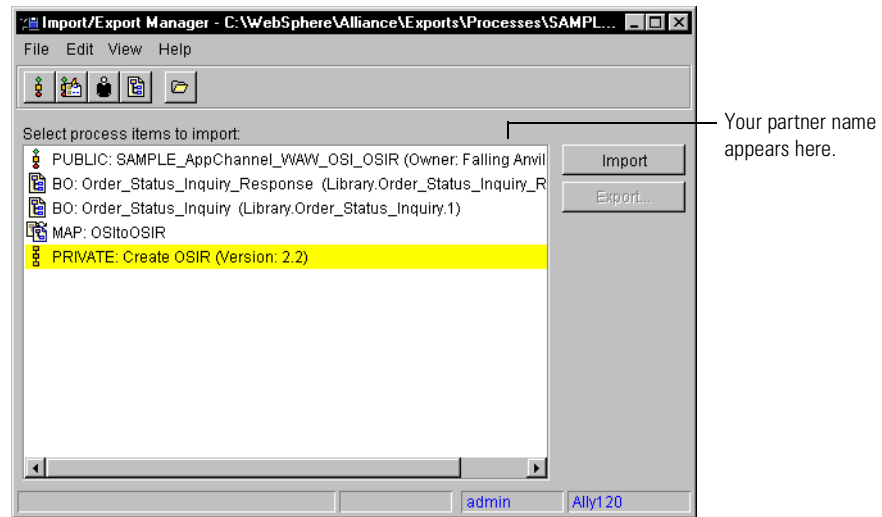 Import/Export Manager - C:\WebSphere\Alliance\Exports\Processes\SAMPL...
File Edit View Help
Select process items to import:
PUBLIC: SAMPLE_AppChannel_WAW_OSI_OSIR (Owner: Falling Anvil
BO: Order_Status_Inquiry_Response (Library.Order_Status_Inquiry_R
BO: Order_Status_Inquiry (Library.Order_Status_Inquiry.1)
MAP: OSItoOSIR
PRIVATE: Create OSIR (Version: 2.2)
Import
Export...
Your partner name
appears here.
admin
Ally120